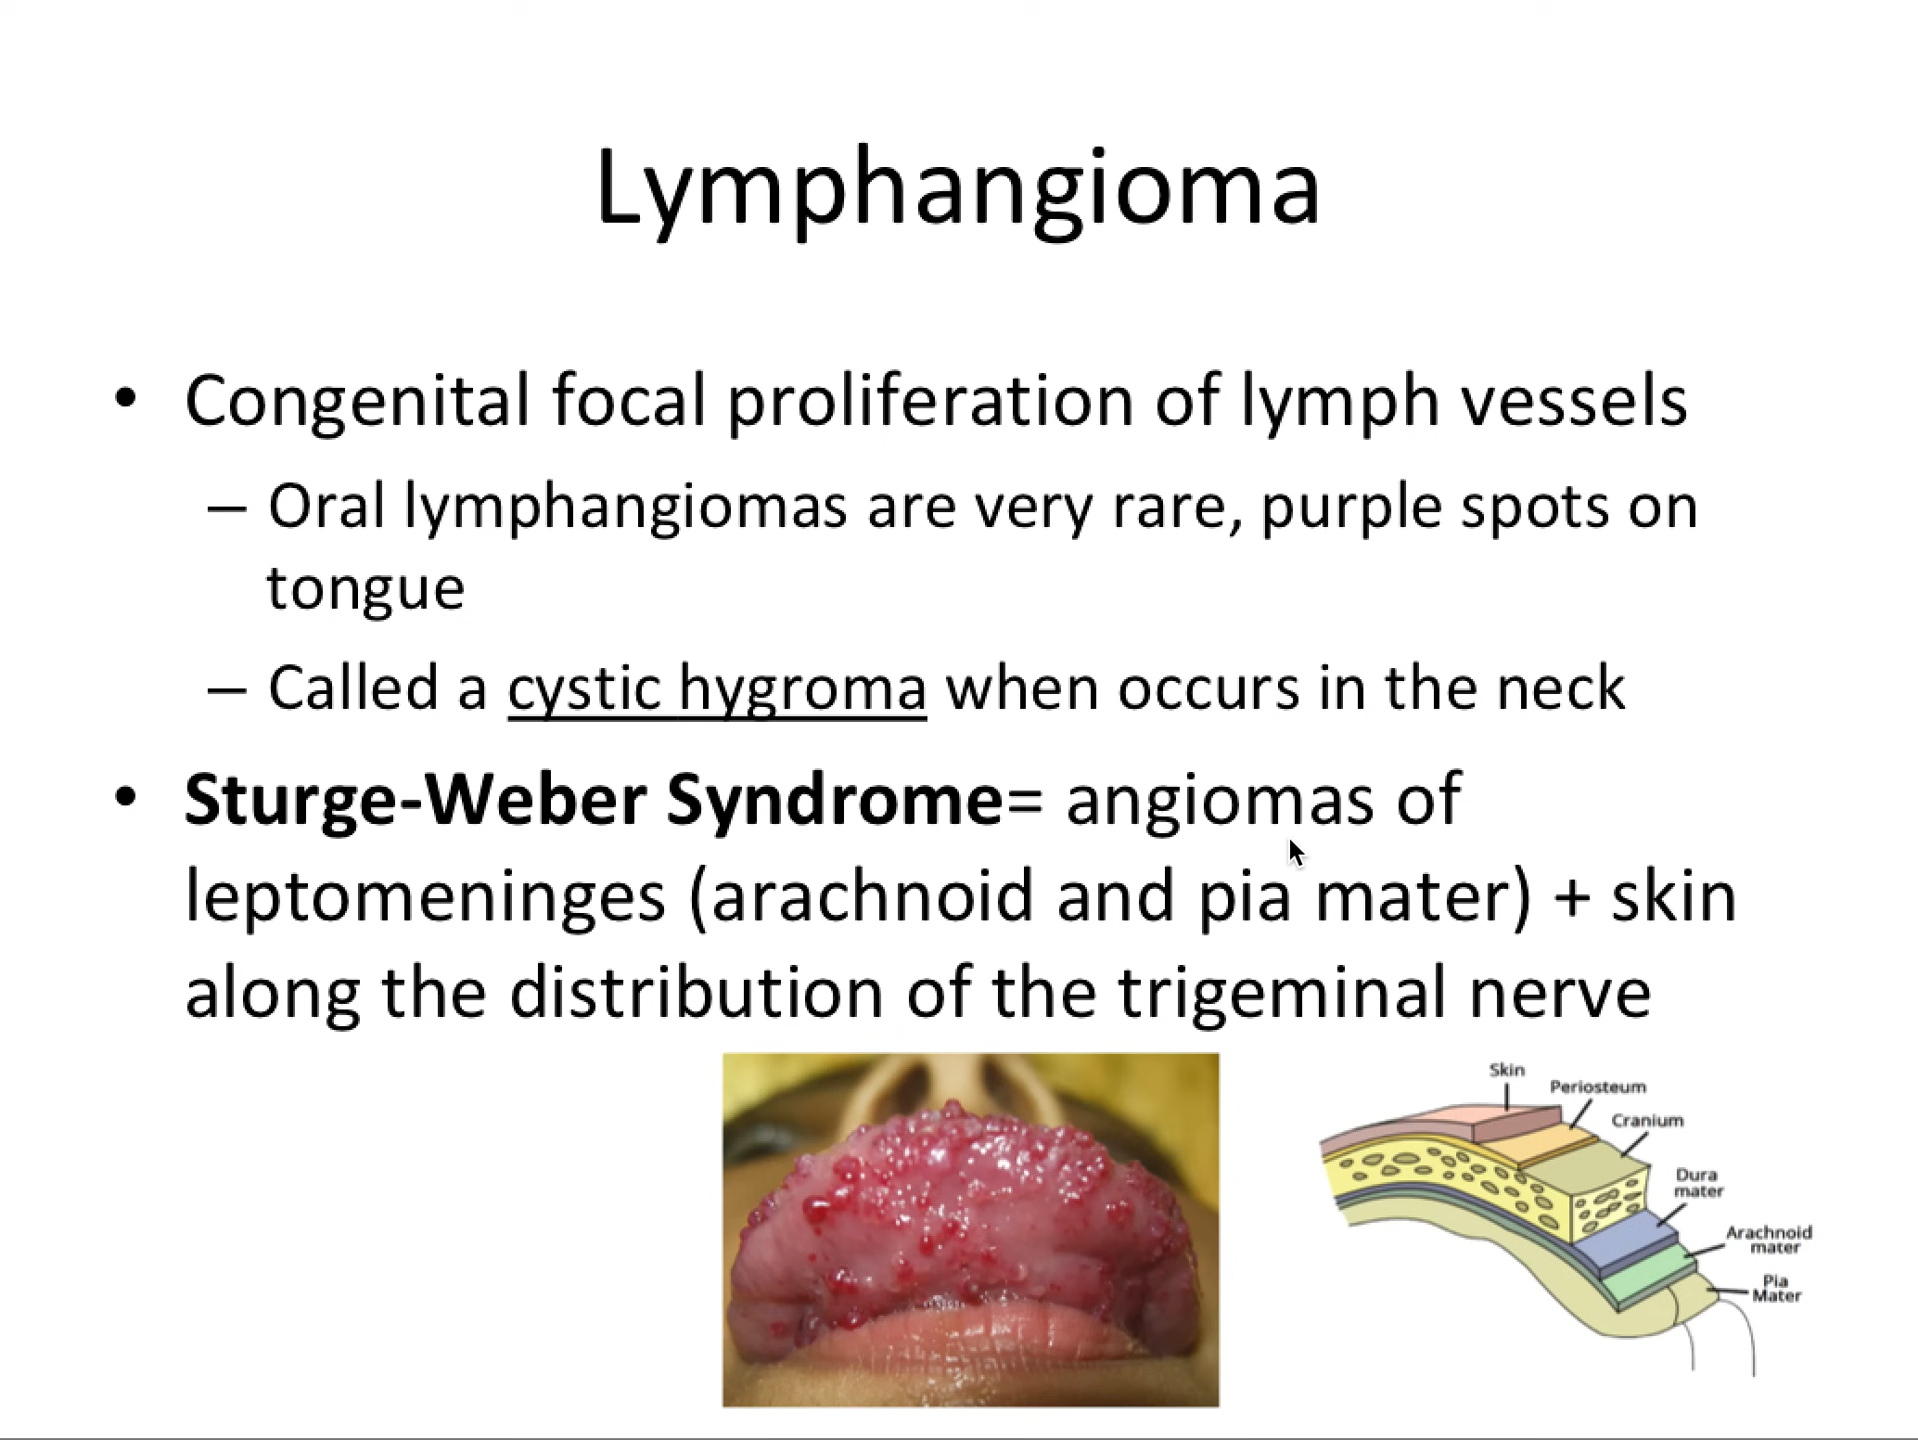 Lymphangioma
• Congenital focal proliferation of lymph vessels
– Oral lymphangiomas are very rare, purple spots on
tongue
– Called a cystic hygroma when occurs in the neck
• Sturge-Weber Syndrome= angiomas of
leptomeninges (arachnoid and pia mater) + skin
along the distribution of the trigeminal nerve
Skin
Periosteum
Cranium
Dura
mater
Arachnoid
mater
Pia
Mater